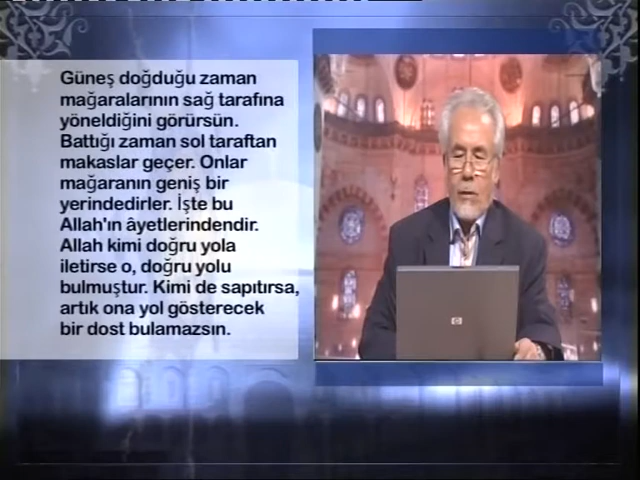 Güneş doğduğu zaman
mağaralarının sağ tarafına
yöneldiğini görürsün.
Battığı zaman sol taraftan
makaslar geçer. Onlar
mağaranın geniş bir
yerindedirler. İşte bu
Allah'ın âyetlerindendir.
Allah kimi doğru yola
iletirse o, doğru yolu
bulmuştur. Kimi de sapıtırsa,
artık ona yol gösterecek
bir dost bulamazsın.
hp